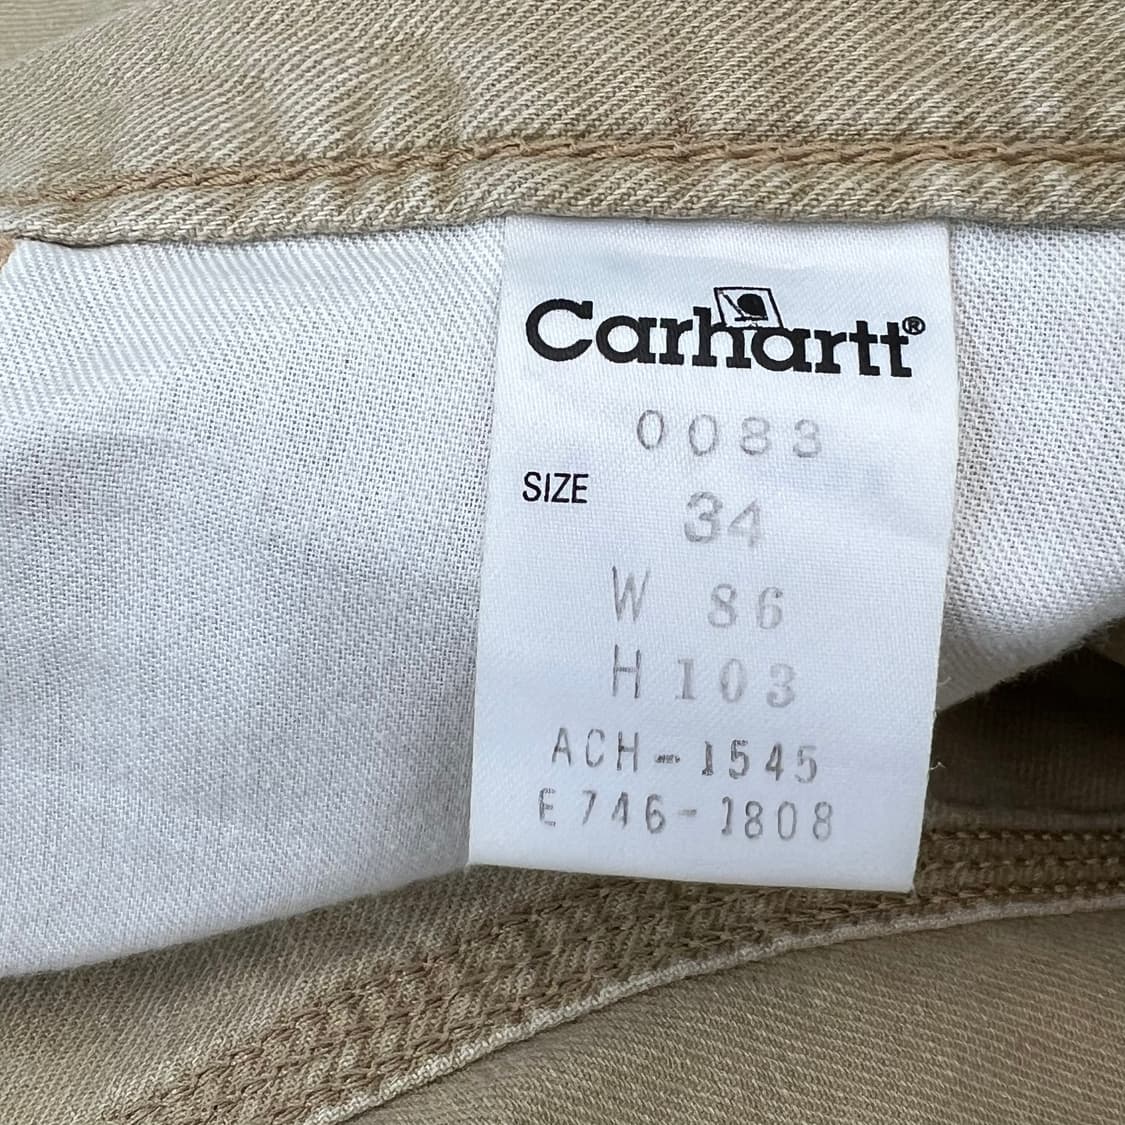 Carhartt®
0083
SIZE 34
W 86
H 103
ACH-1545
E746-1808